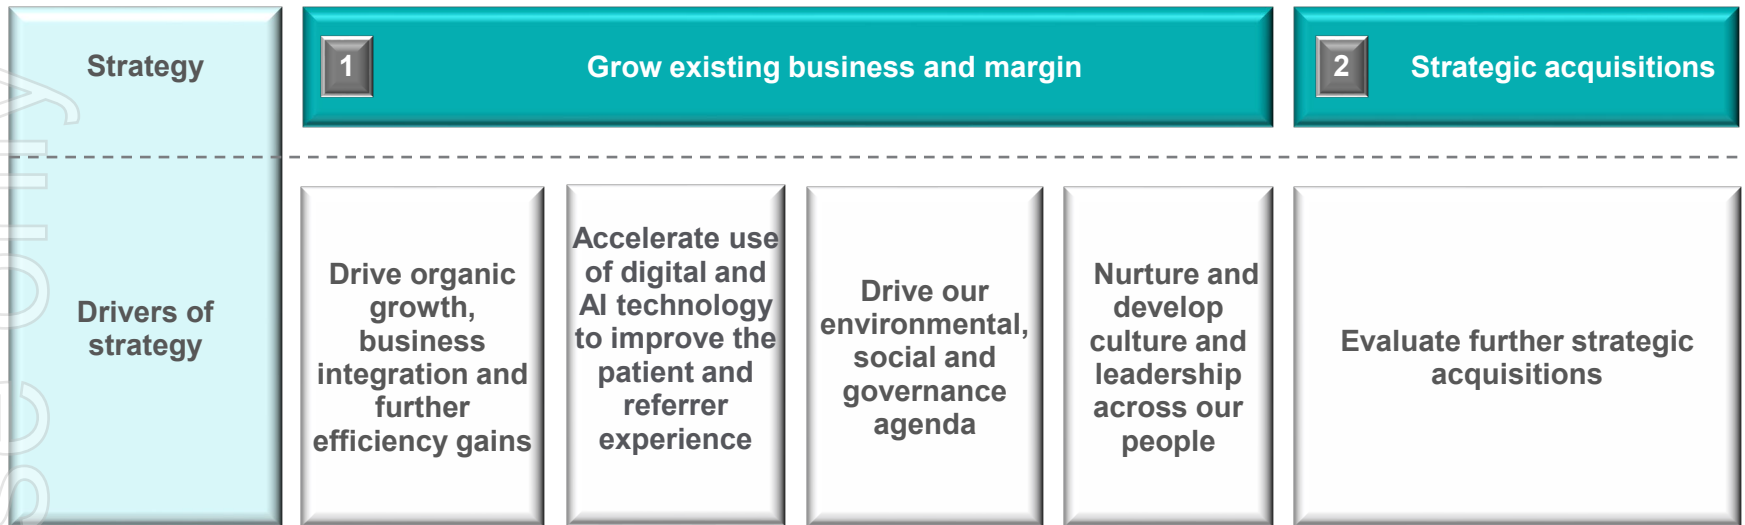 Strategy
1
Grow existing business and margin
2
Strategic acquisitions
Drivers of
strategy
Drive organic
growth,
business
integration and
further
efficiency gains
Accelerate use
of digital and
AI technology
to improve the
patient and
referrer
experience
Drive our
environmental,
social and
governance
agenda
Nurture and
develop
culture and
leadership
across our
people
Evaluate further strategic
acquisitions
se only